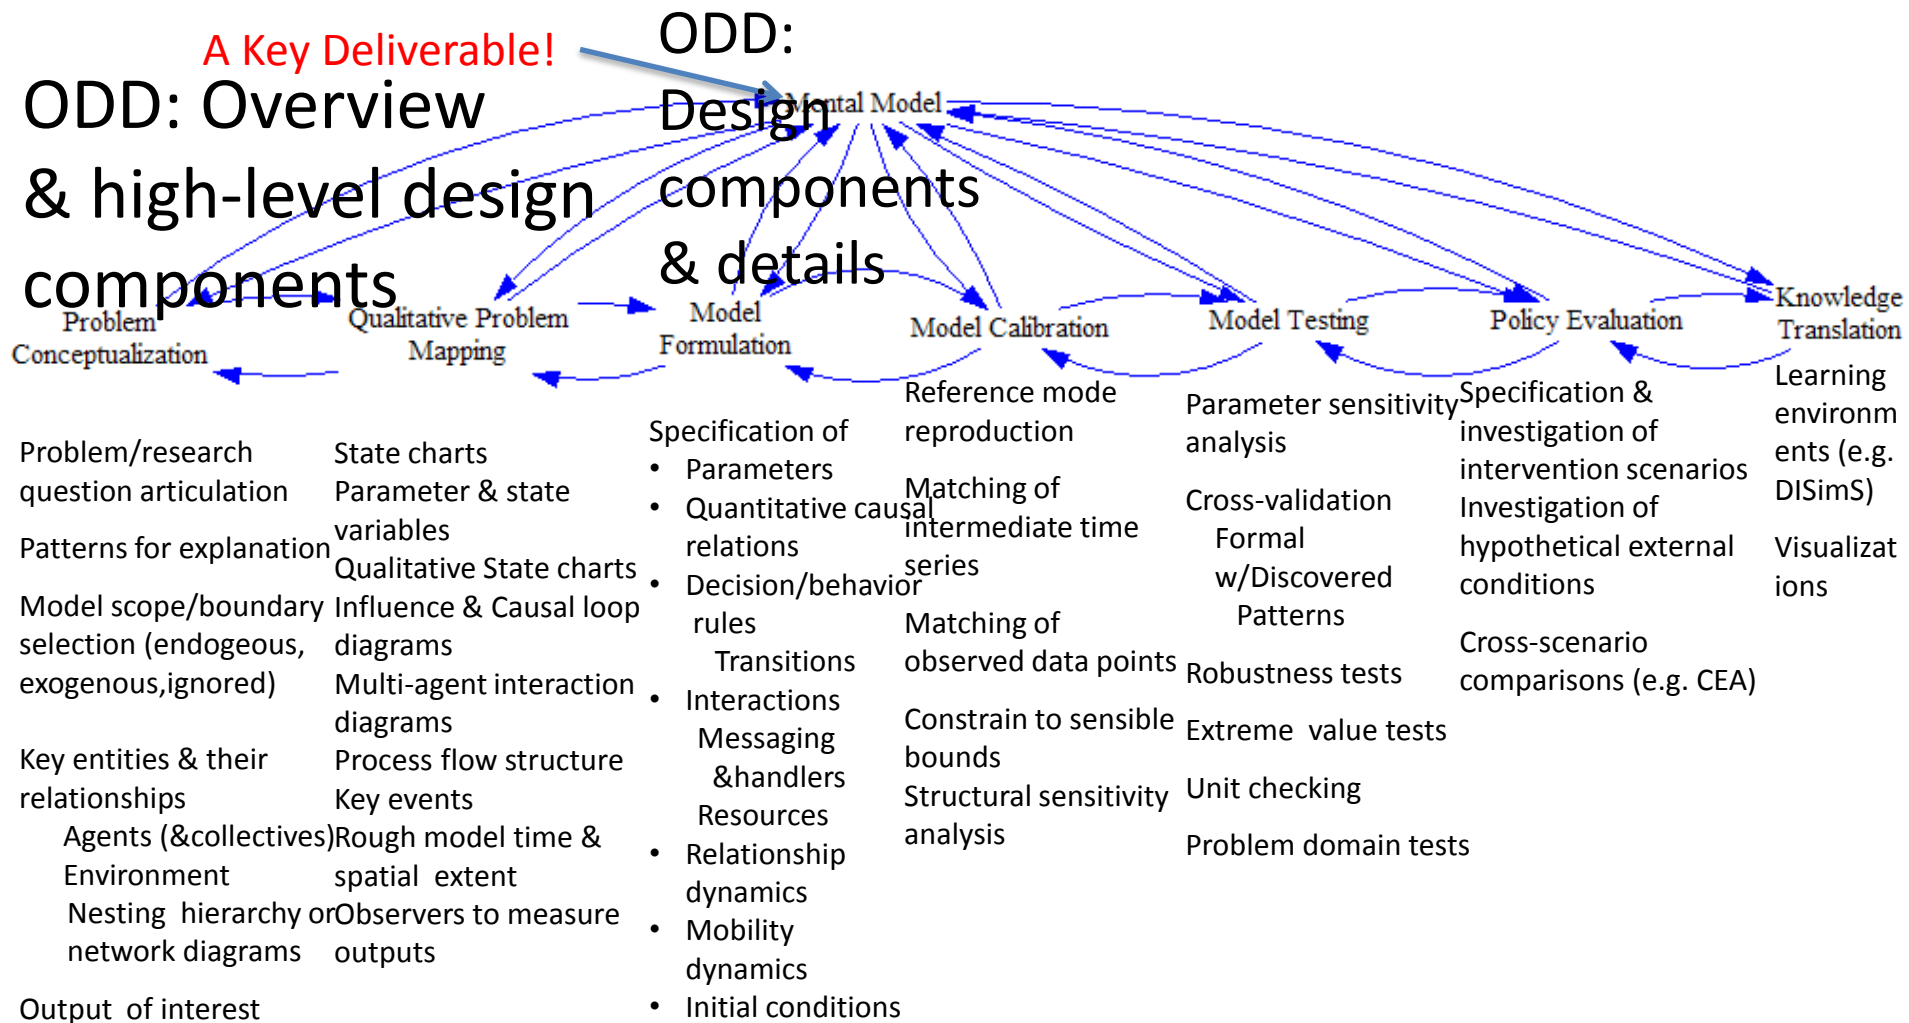 A Key Deliverable!
ODD: Overview
& high-level design
components
ODD:
Design
components
& details
Mental Model
Problem
Conceptualization
Qualitative Problem
Mapping
Model
Formulation
Model Calibration
Model Testing
Policy Evaluation
Knowledge
Translation
Problem/research
question articulation
Patterns for explanation
Model scope/boundary
selection (endogeous,
exogenous,ignored)
Key entities & their
relationships
Agents (&collectives)
Environment
Nesting hierarchy or
network diagrams
Output of interest
State charts
Parameter & state
variables
Qualitative State charts
Influence & Causal loop
diagrams
Multi-agent interaction
diagrams
Process flow structure
Key events
Rough model time &
spatial extent
Observers to measure
outputs
Specification of
• Parameters
• Quantitative causal
relations
• Decision/behavior
rules
Transitions
• Interactions
Messaging
&handlers
Resources
• Relationship
dynamics
• Mobility
dynamics
• Initial conditions
Reference mode
reproduction
Matching of
intermediate time
series
Matching of
observed data points
Constrain to sensible
bounds
Structural sensitivity
analysis
Parameter sensitivity
analysis
Cross-validation
Formal
w/Discovered
Patterns
Robustness tests
Extreme value tests
Unit checking
Problem domain tests
Specification &
investigation of
intervention scenarios
Investigation of
hypothetical external
conditions
Cross-scenario
comparisons (e.g. CEA)
Learning
environm
ents (e.g.
DISimS)
Visualizat
ions